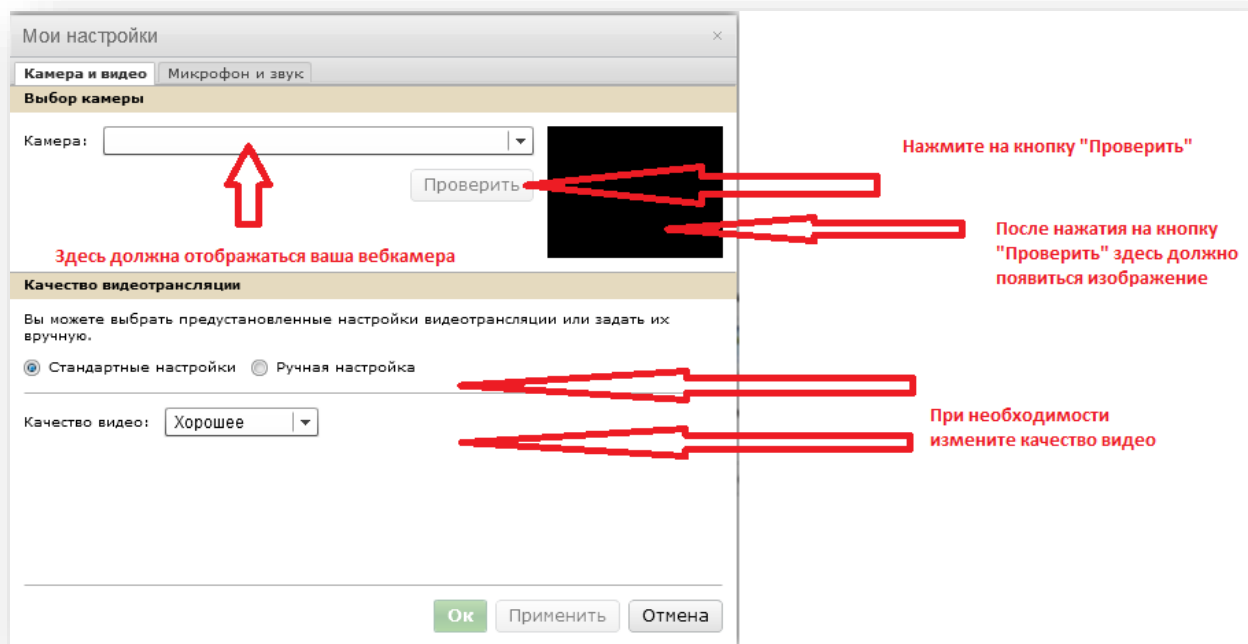 Мои настройки
Камера и видео
Микрофон и звук
Выбор камеры
Камера:
Проверить
Нажмите на кнопку "Проверить"
После нажатия на кнопку
"Проверить" здесь должно
появиться изображение
Здесь должна отображаться ваша вебкамера
Качество видеотрансляции
Вы можете выбрать предустановленные настройки видеотрансляции или задать их
вручную.
Стандартные настройки
Ручная настройка
Качество видео:
Хорошее
При необходимости
измените качество видео
Ок
Применить
Отмена